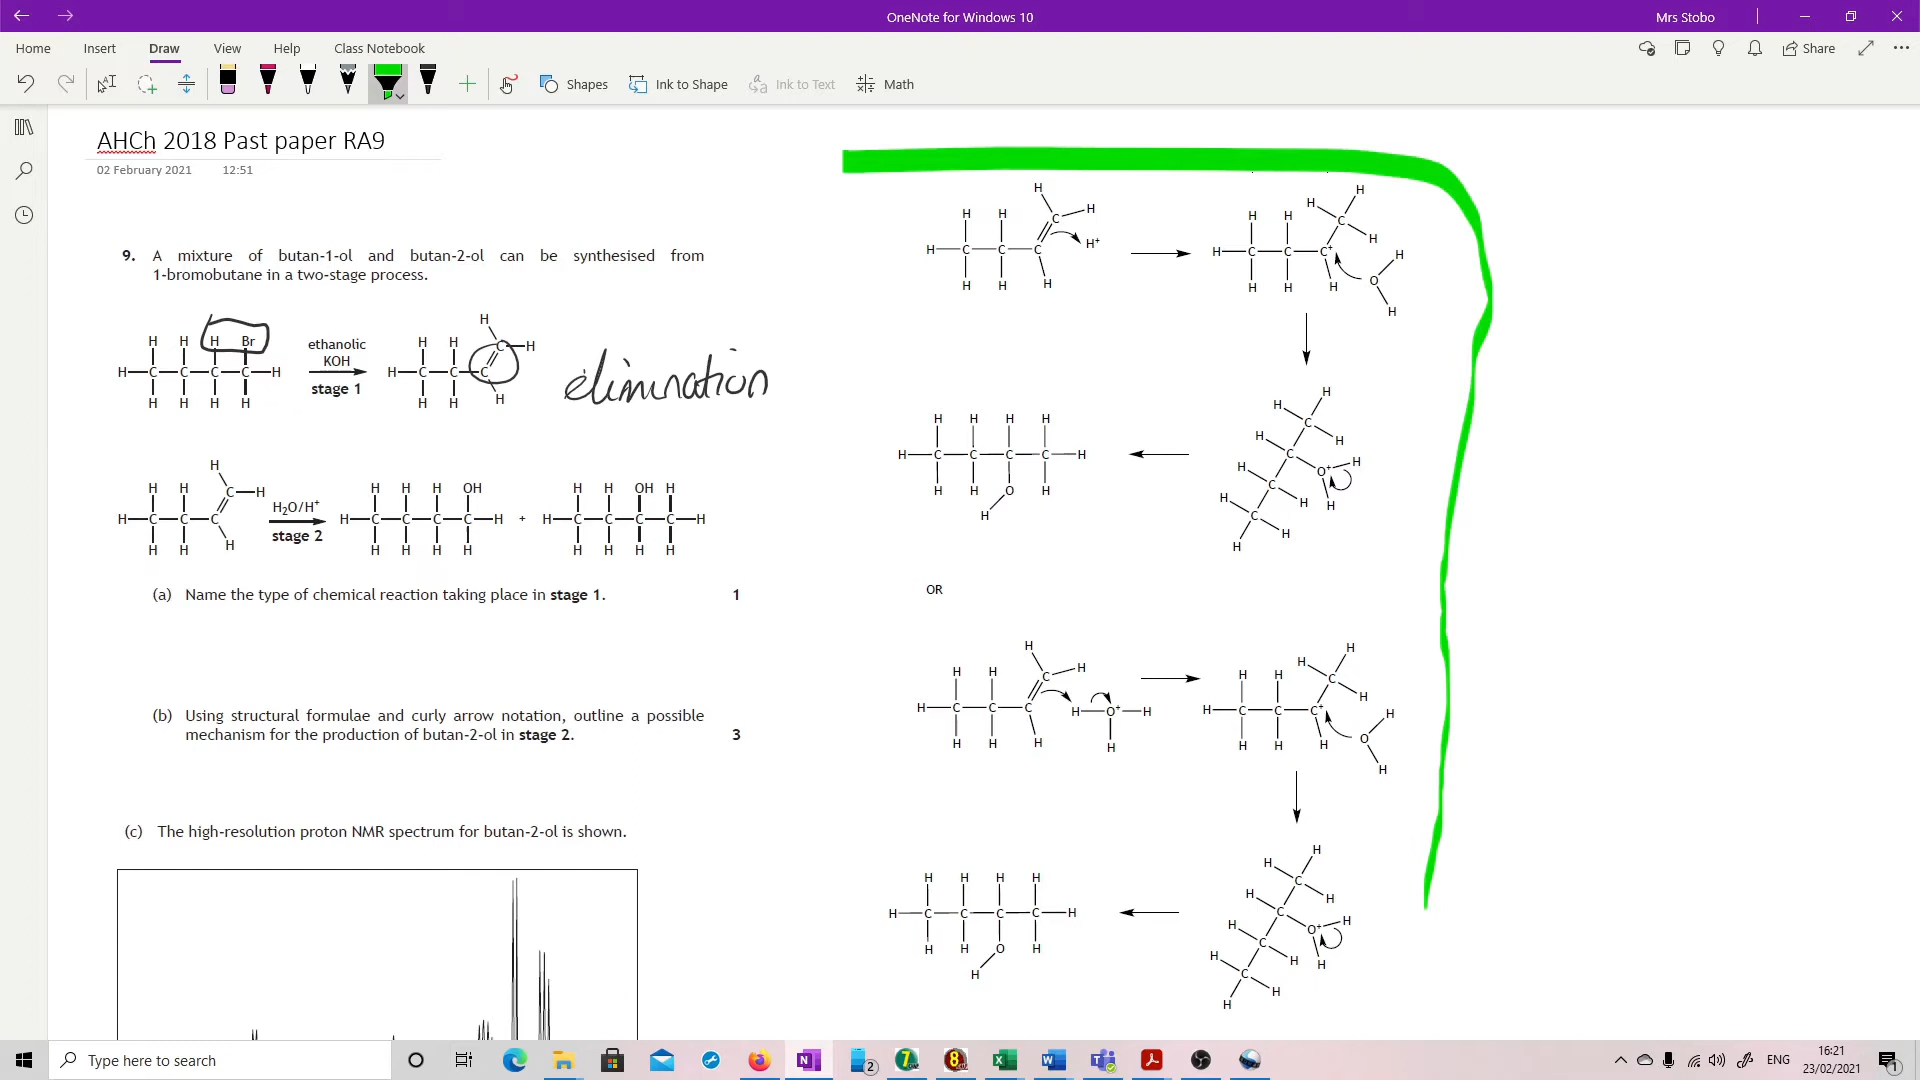 OneNote for Windows 10
Mrs Stobo
Home Insert Draw View Help Class Notebook
Share
Shapes Ink to Shape Ink to Text Math
AHCh 2018 Past paper RA9
02 February 2021 12:51
9. A mixture of butan-1-ol and butan-2-ol can be synthesised from
1-bromobutane in a two-stage process.
H H H Br
H C C C C H
H H H H
ethanolic
KOH
stage 1
H
H H C H
H C C C
H H H
elimination
H
H H C H
H C C C
H H H
H₂O/H⁺
stage 2
H H H OH
H C C C C H
H H H H
+
H H OH H
H C C C C H
H H H H
(a) Name the type of chemical reaction taking place in stage 1. 1
(b) Using structural formulae and curly arrow notation, outline a possible
mechanism for the production of butan-2-ol in stage 2. 3
(c) The high-resolution proton NMR spectrum for butan-2-ol is shown.
H
H H C H
H C C C H⁺
H H H
H
H H H C
H
H C C C⁺ H
H H H O
H
H
H H C
H H
H C O⁺ H
H C H
H C H
H H
H H H H
H C C C C H
H H O H
H
OR
H
H H C H
H C C C H O⁺ H
H H H H
H
H H H C
H
H C C C⁺ H
H H H O
H
H
H H C
H H
H C O⁺ H
H C H
H C H
H H
H H H H
H C C C C H
H H O H
H
Type here to search
ENG
16:21
23/02/2021